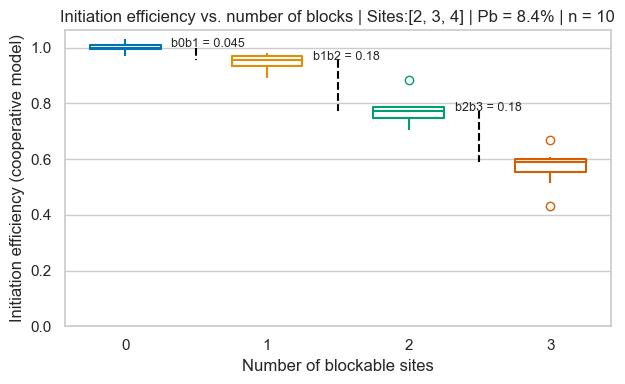 Initiation efficiency vs. number of blocks | Sites:[2, 3, 4] | Pb = 8.4% | n = 10
Initiation efficiency (cooperative model)
1.0
0.8
0.6
0.4
0.2
0.0
b0b1 = 0.045
b1b2 = 0.18
b2b3 = 0.18
0 1 2 3
Number of blockable sites